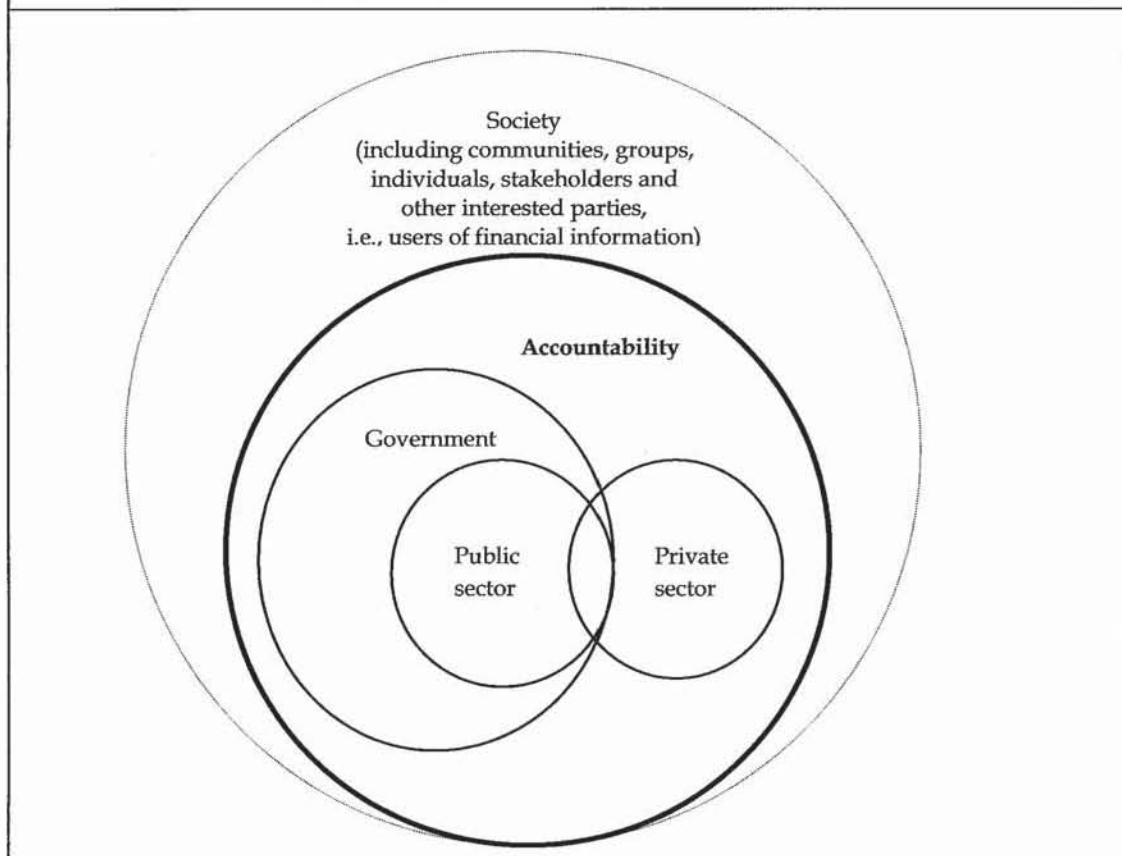 Society
(including communities, groups,
individuals, stakeholders and
other interested parties,
i.e., users of financial information)
Accountability
Government
Public
sector
Private
sector